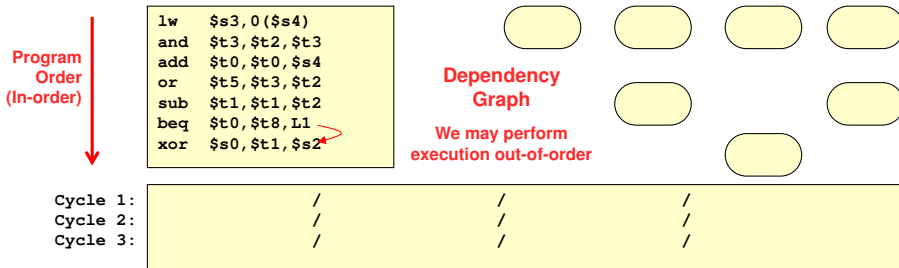 Program
Order
(In-order)
lw $s3,0($s4)
and $t3,$t2,$t3
add $t0,$t0,$s4
or $t5,$t3,$t2
sub $t1,$t1,$t2
beq $t0,$t8,L1
xor $s0,$t1,$s2
Dependency
Graph
We may perform
execution out-of-order
Cycle 1: / / /
Cycle 2: / / /
Cycle 3: / / /